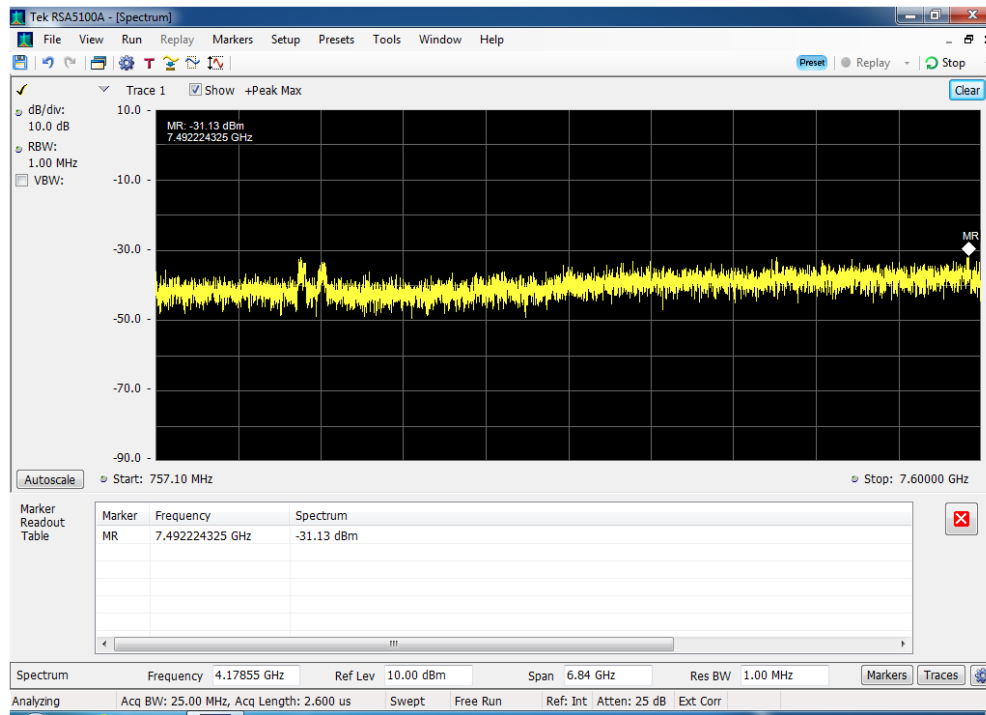 Tek RSA5100A - [Spectrum]
File View Run Replay Markers Setup Presets Tools Window Help
T Preset Replay Stop
Trace 1 Show +Peak Max Clear
dB/div:
10.0 dB
RBW:
1.00 MHz
VBW:
10.0
MR: -31.13 dBm
7.492224325 GHz
-10.0
MR
-30.0
-50.0
-70.0
-90.0
Autoscale Start: 757.10 MHz Stop: 7.60000 GHz
Marker
Readout
Table
Marker Frequency Spectrum
MR 7.492224325 GHz -31.13 dBm
Spectrum Frequency 4.17855 GHz Ref Lev 10.00 dBm Span 6.84 GHz Res BW 1.00 MHz Markers Traces
Analyzing Acq BW: 25.00 MHz, Acq Length: 2.600 us Swept Free Run Ref: Int Atten: 25 dB Ext Corr